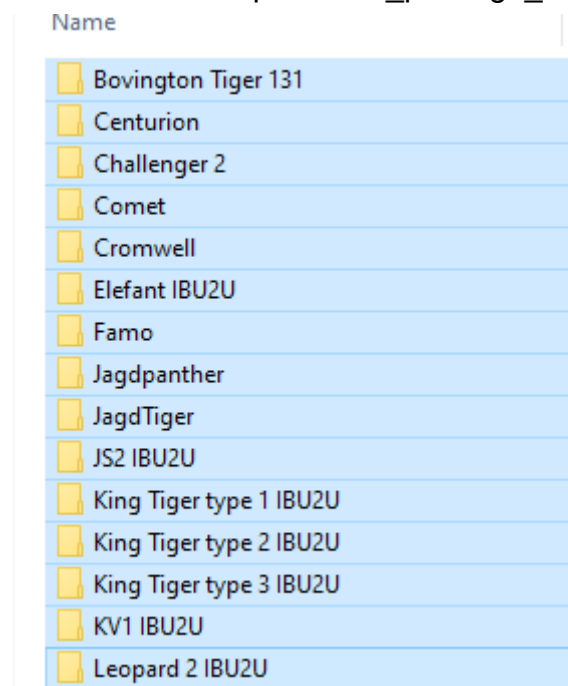 Name
Bovington Tiger 131
Centurion
Challenger 2
Comet
Cromwell
Elefant IBU2U
Famo
Jagdpanther
JagdTiger
JS2 IBU2U
King Tiger type 1 IBU2U
King Tiger type 2 IBU2U
King Tiger type 3 IBU2U
KV1 IBU2U
Leopard 2 IBU2U